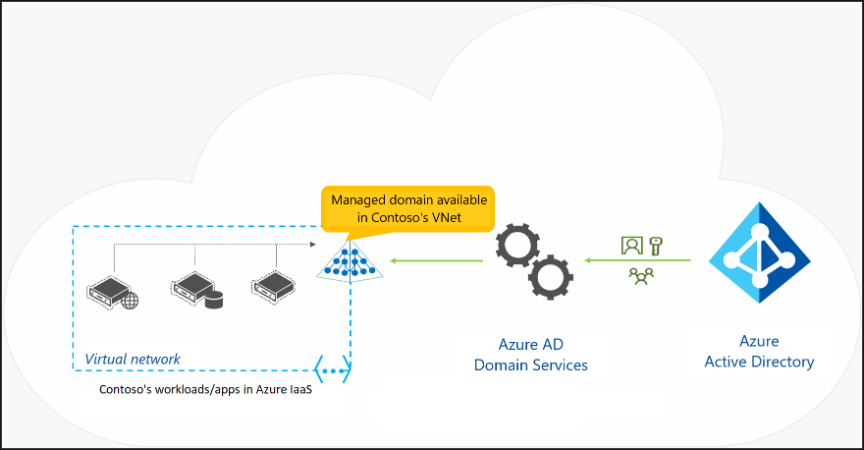 Managed domain available
in Contoso's VNet
Virtual network
Contoso's workloads/apps in Azure IaaS
Azure AD
Domain Services
Azure
Active Directory